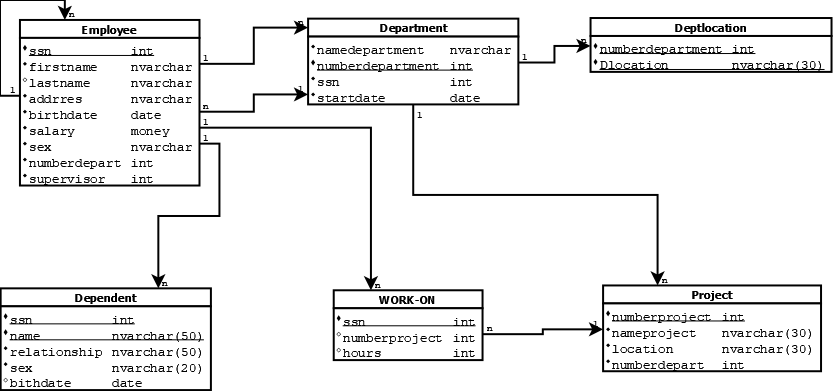 Employee
ssn int
firstname nvarchar
lastname nvarchar
addrres nvarchar
birthdate date
salary money
sex nvarchar
numberdepart int
supervisor int
n
1
1
n
1
1
Department
namedepartment nvarchar
numberdepartment int
ssn int
startdate date
n
1
1
1
Deptlocation
numberdepartment int
Dlocation nvarchar(30)
n
Dependent
ssn int
name nvarchar(50)
relationship nvarchar(50)
sex nvarchar(20)
bithdate date
n
WORK-ON
ssn int
numberproject int
hours int
n
n
Project
numberproject int
nameproject nvarchar(30)
location nvarchar(30)
numberdepart int
n
1